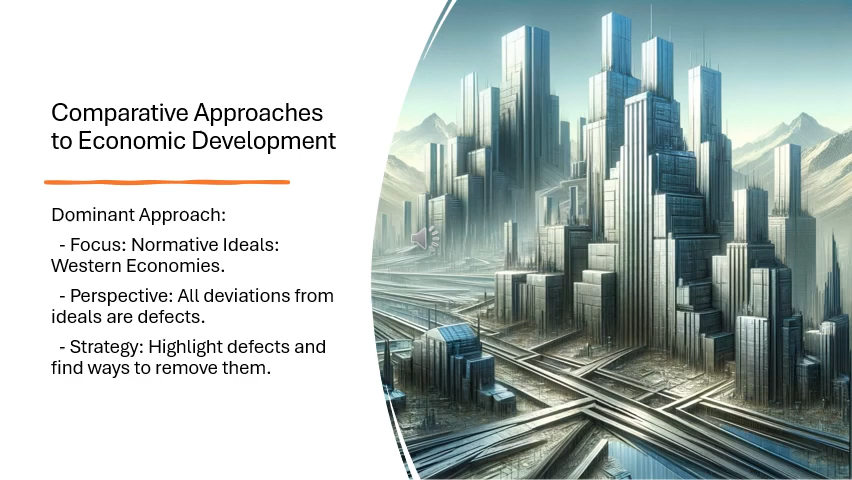 Comparative Approaches
to Economic Development
Dominant Approach:
- Focus: Normative Ideals:
Western Economies.
- Perspective: All deviations from
ideals are defects.
- Strategy: Highlight defects and
find ways to remove them.